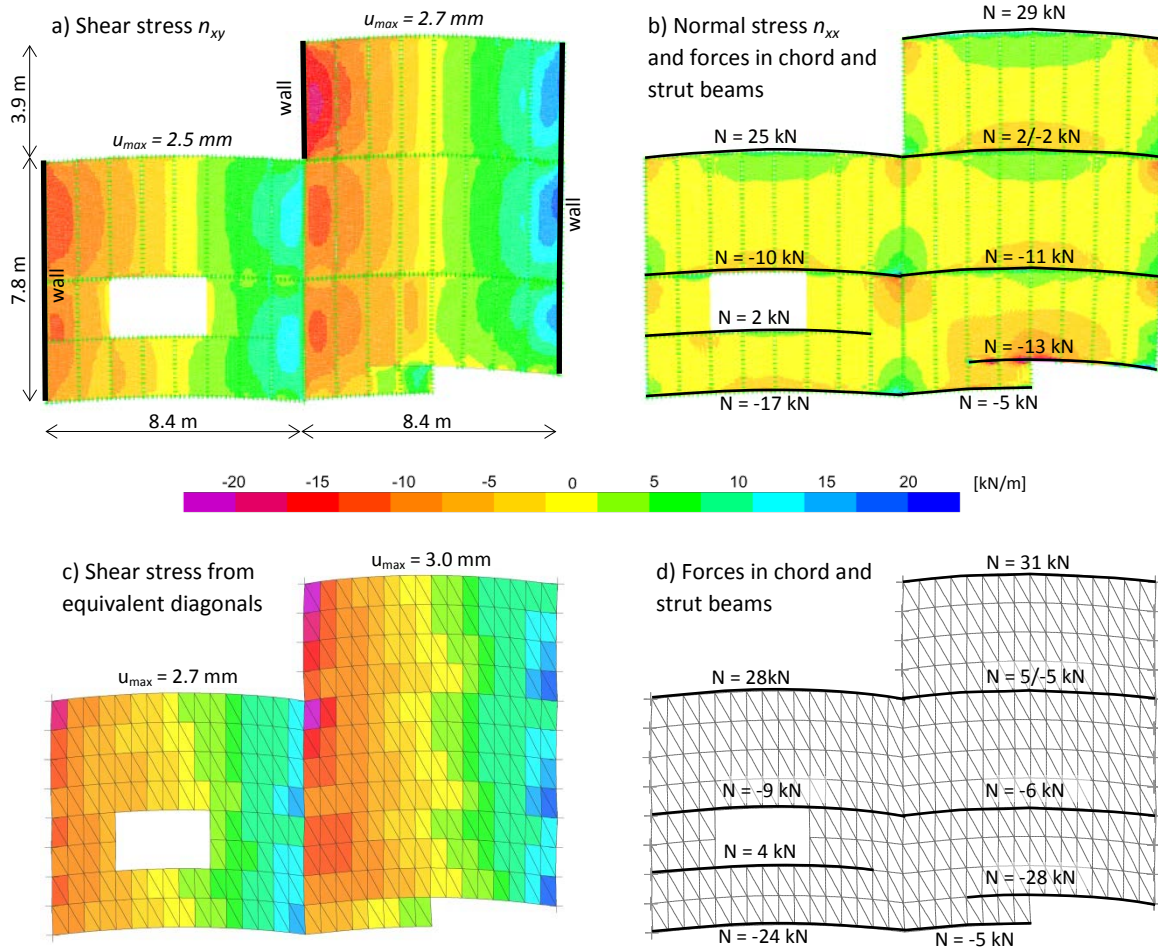 a) Shear stress nxy
umax = 2.7 mm
3.9 m
wall
umax = 2.5 mm
7.8 m
wall
wall
8.4 m
8.4 m
b) Normal stress nxx
and forces in chord and
strut beams
N = 29 kN
N = 25 kN
N = 2/-2 kN
N = -10 kN
N = -11 kN
N = 2 kN
N = -13 kN
N = -17 kN
N = -5 kN
-20 -15 -10 -5 0 5 10 15 20 [kN/m]
c) Shear stress from
equivalent diagonals
umax = 3.0 mm
umax = 2.7 mm
d) Forces in chord and
strut beams
N = 31 kN
N = 28kN
N = 5/-5 kN
N = -9 kN
N = -6 kN
N = 4 kN
N = -28 kN
N = -24 kN
N = -5 kN